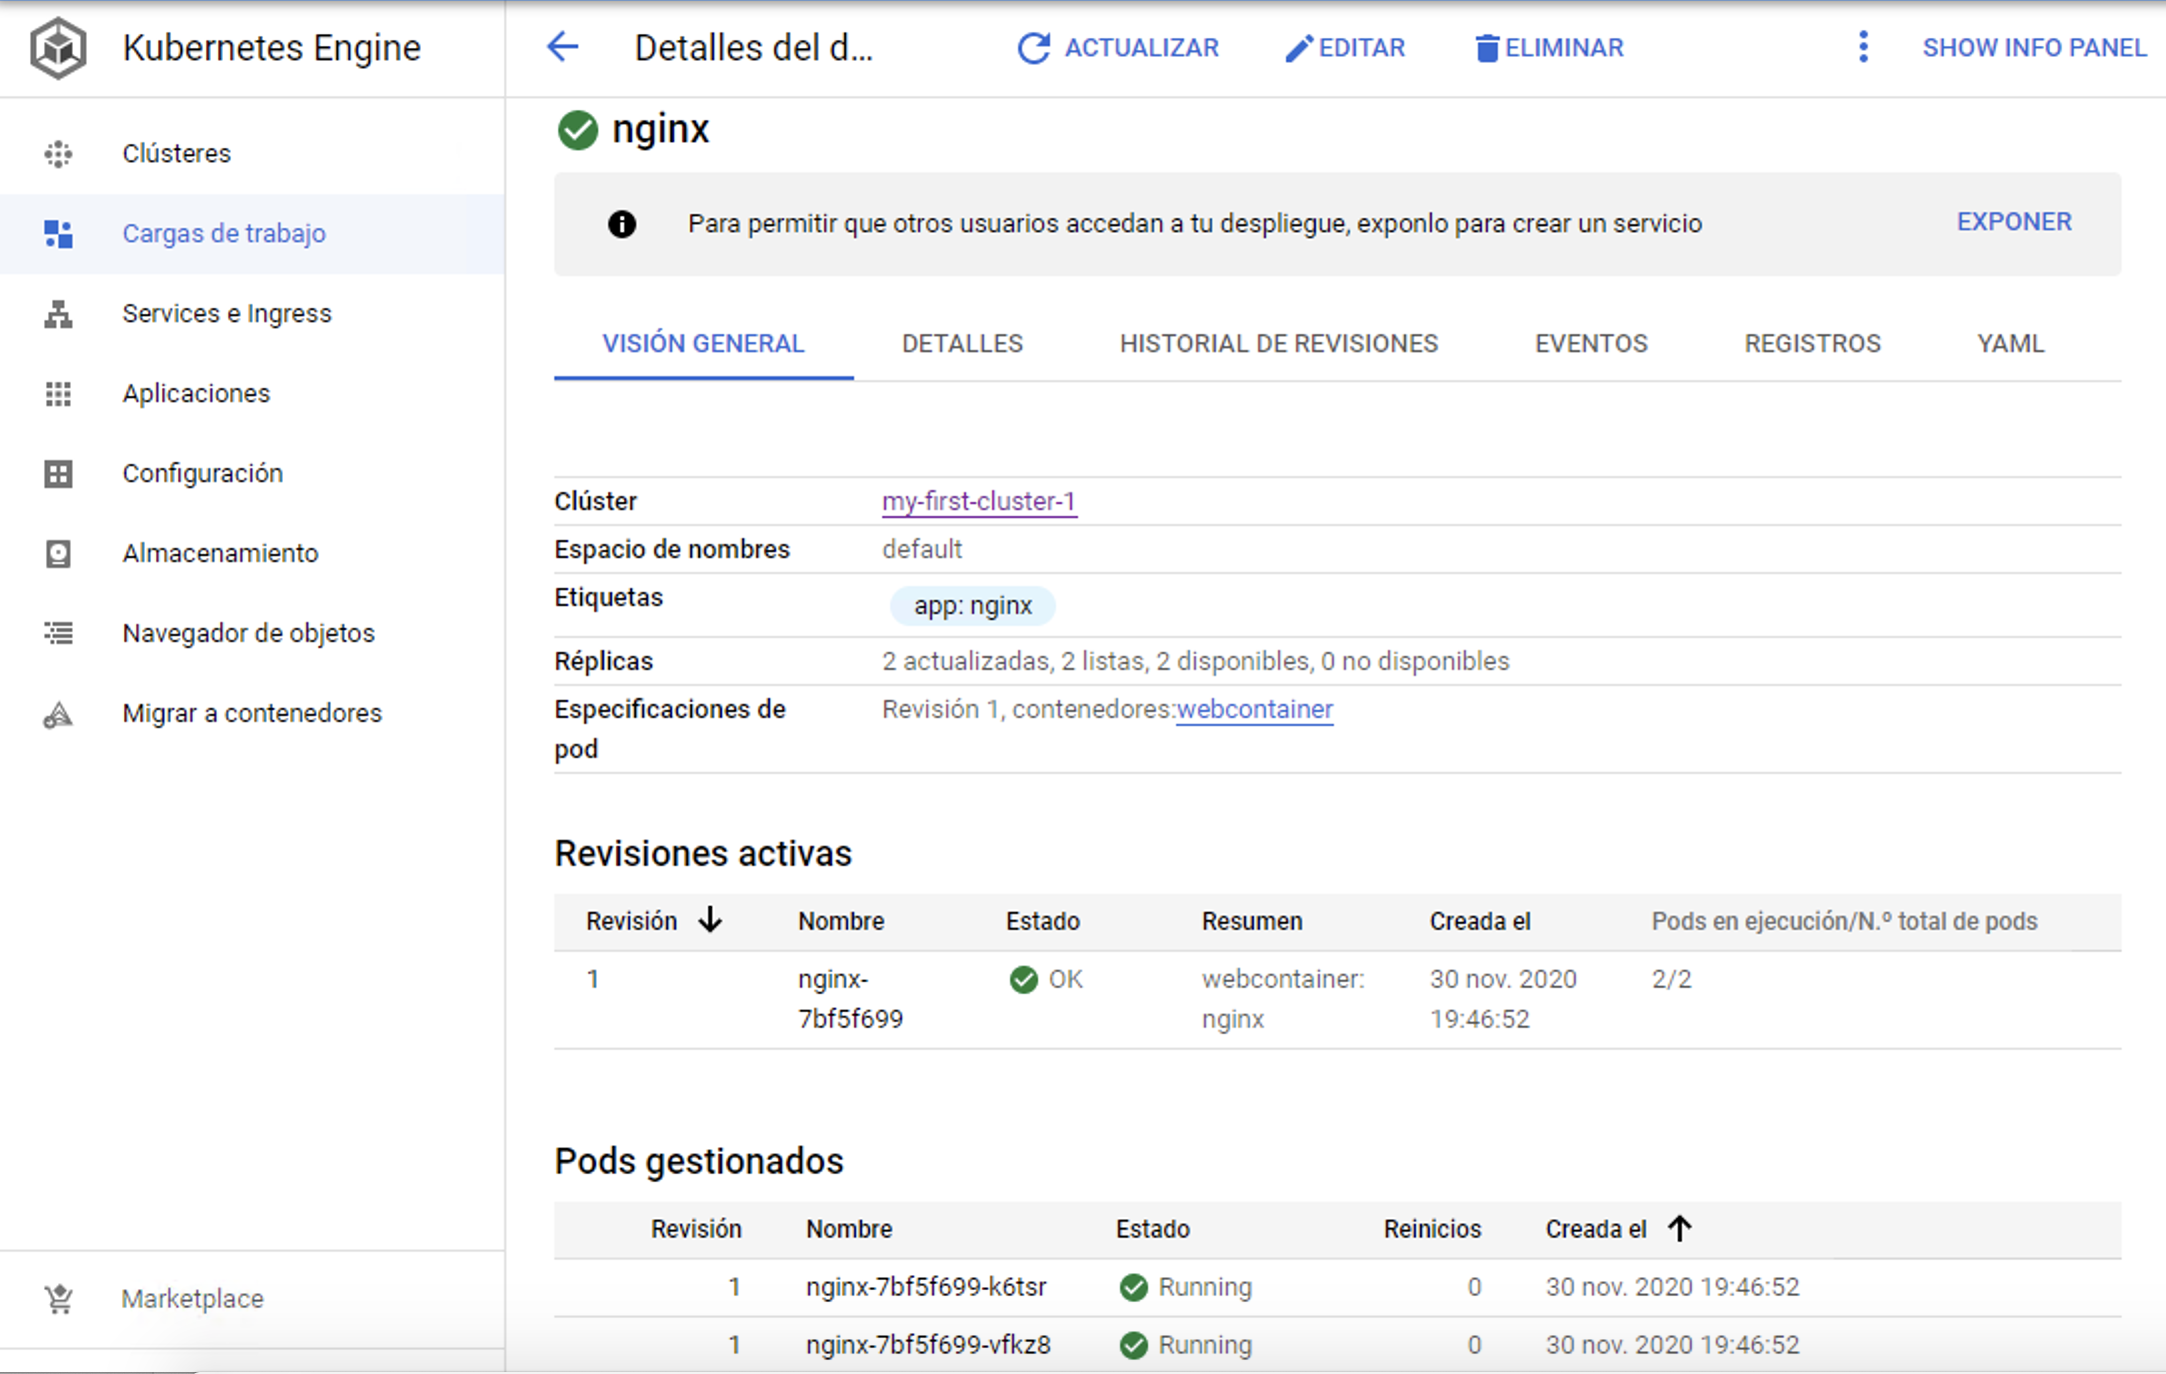 Kubernetes Engine
Detalles del d...
ACTUALIZAR
EDITAR
ELIMINAR
SHOW INFO PANEL
Clústeres
Cargas de trabajo
Services e Ingress
Aplicaciones
Configuración
Almacenamiento
Navegador de objetos
Migrar a contenedores
Marketplace
nginx
Para permitir que otros usuarios accedan a tu despliegue, exponlo para crear un servicio
EXPONER
VISIÓN GENERAL
DETALLES
HISTORIAL DE REVISIONES
EVENTOS
REGISTROS
YAML
Clúster my-first-cluster-1
Espacio de nombres default
Etiquetas app: nginx
Réplicas 2 actualizadas, 2 listas, 2 disponibles, 0 no disponibles
Especificaciones de Revisión 1, contenedores:webcontainer
pod
Revisiones activas
Revisión Nombre Estado Resumen Creada el Pods en ejecución/N.º total de pods
1 nginx- OK webcontainer: 30 nov. 2020 2/2
7bf5f699 nginx 19:46:52
Pods gestionados
Revisión Nombre Estado Reinicios Creada el
1 nginx-7bf5f699-k6tsr Running 0 30 nov. 2020 19:46:52
1 nginx-7bf5f699-vfkz8 Running 0 30 nov. 2020 19:46:52